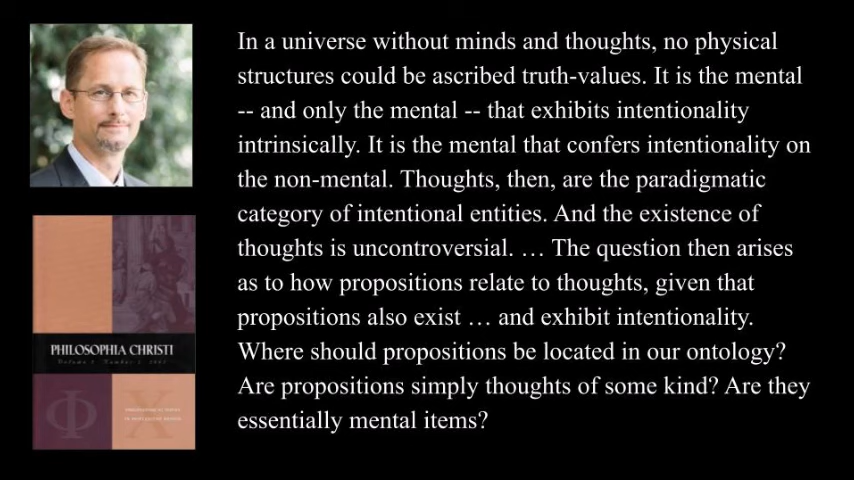 In a universe without minds and thoughts, no physical
structures could be ascribed truth-values. It is the mental
-- and only the mental -- that exhibits intentionality
intrinsically. It is the mental that confers intentionality on
the non-mental. Thoughts, then, are the paradigmatic
category of intentional entities. And the existence of
thoughts is uncontroversial. … The question then arises
as to how propositions relate to thoughts, given that
propositions also exist … and exhibit intentionality.
Where should propositions be located in our ontology?
Are propositions simply thoughts of some kind? Are they
essentially mental items?
PHILOSOPHIA CHRISTI
Φ X